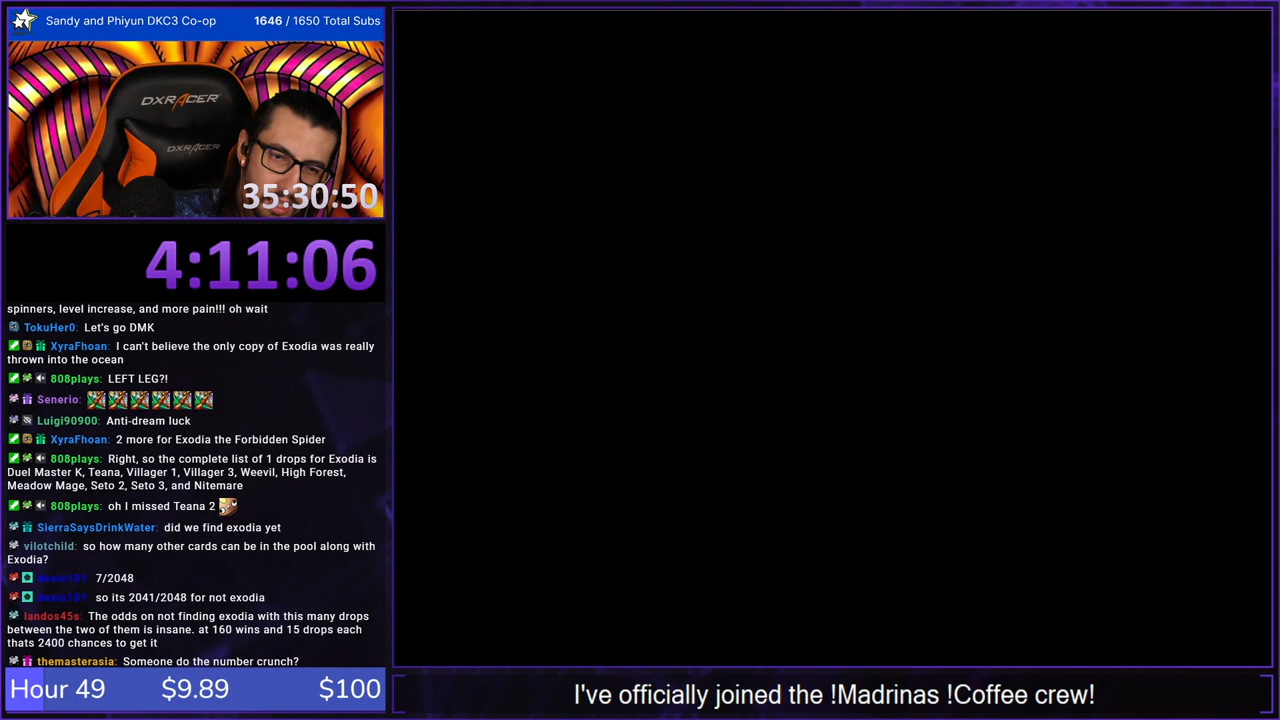 Sandy and Phiyun DKC3 Co-op 1646 / 1650 Total Subs
DXRACER
DXRACER
35:30:50
4:11:06
spinners, level increase, and more pain!!! oh wait
TokuHer0: Let's go DMK
XyraFhoan: I can't believe the only copy of Exodia was really
thrown into the ocean
808plays: LEFT LEG?!
Senerio:
Luigi90900: Anti-dream luck
XyraFhoan: 2 more for Exodia the Forbidden Spider
808plays: Right, so the complete list of 1 drops for Exodia is
Duel Master K, Teana, Villager 1, Villager 3, Weevil, High Forest,
Meadow Mage, Seto 2, Seto 3, and Nitemare
808plays: oh I missed Teana 2
SierraSaysDrinkWater: did we find exodia yet
vilotchild: so how many other cards can be in the pool along with
Exodia?
7/2048
so its 2041/2048 for not exodia
landos45s: The odds on not finding exodia with this many drops
between the two of them is insane. at 160 wins and 15 drops each
thats 2400 chances to get it
themasterasia: Someone do the number crunch?
Hour 49 $9.89 $100
I've officially joined the !Madrinas !Coffee crew!